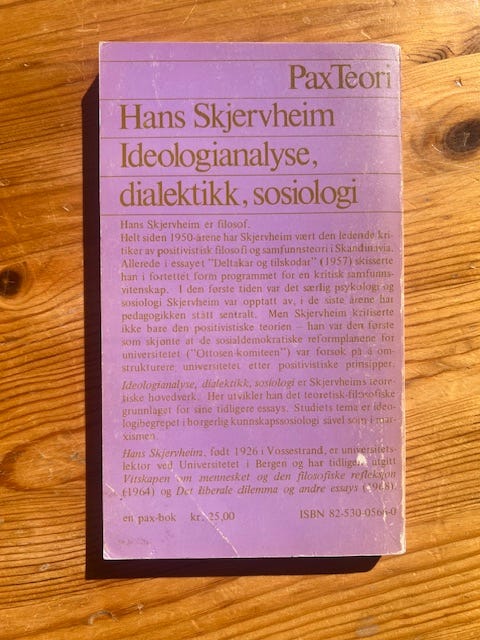 PaxTeori
Hans Skjervheim
Ideologianalyse,
dialektikk, sosiologi
Hans Skjervheim er filosof.
Helt siden 1950-årene har Skjervheim vært den ledende kri-
tiker av positivistisk filosofi og samfunnsteori i Skandinavia.
Allerede i essayet "Deltakar og tilskodar" (1957) skisserte
han i fortettet form programmet for en kritisk samfunns-
vitenskap. I den første tiden var det særlig psykologi og
sosiologi Skjervheim var opptatt av, i de siste årene har
pedagogikken stått sentralt. Men Skjervheim kritiserte
ikke bare den positivistiske teorien – han var den første
som skjønte at de sosialdemokratiske reformplanene for
universitetet ("Ottosen-komiteen") var forsøk på å om-
strukturere universitetet etter positivistiske prinsipper.
Ideologianalyse, dialektikk, sosiologi er Skjervheims teore-
tiske hovedverk. Her utvikler han det teoretisk-filosofiske
grunnlaget for sine tidligere essays. Studiets tema er ideo-
logibegrepet i borgerlig kunnskapssosiologi såvel som i mar-
xismen.
Hans Skjervheim, født 1926 i Vossestrand, er universitets-
lektor ved Universitetet i Bergen og har tidligere utgitt
Vitskapen om mennesket og den filosofiske refleksjon
(1964) og Det liberale dilemma og andre essays (1968).
en pax-bok kr. 25,00 ISBN 82-530-0566-0